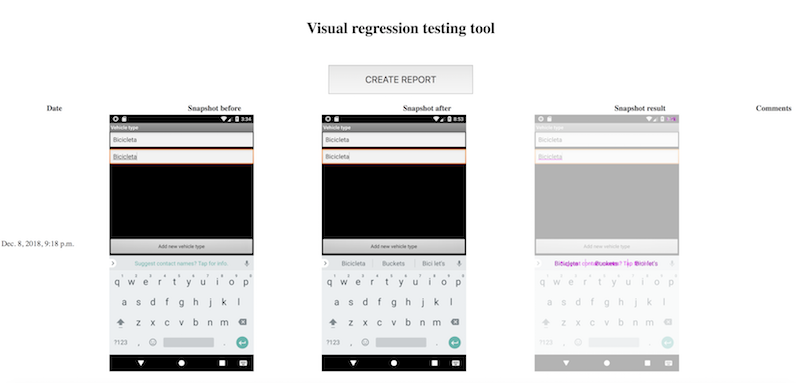 Visual regression testing tool
CREATE REPORT
Date
Snapshot before
Snapshot after
Snapshot result
Comments
Dec. 8, 2018, 9:18 p.m.
3:34
Vehicle type
Bicicleta
Bicicleta
Add new vehicle type
Suggest contact names? Tap for info.
q w e r t y u i o p
a s d f g h j k l
z x c v b n m
?123 , .
8:53
Vehicle type
Bicicleta
Bicicleta
Add new vehicle type
Bicicleta Buckets Bici let's
q w e r t y u i o p
a s d f g h j k l
z x c v b n m
?123 , .
Vehicle type
Bicicleta
Bicicleta
Add new vehicle type
q w e r t y u i o p
a s d f g h j k l
z x c v b n m
?123 , .